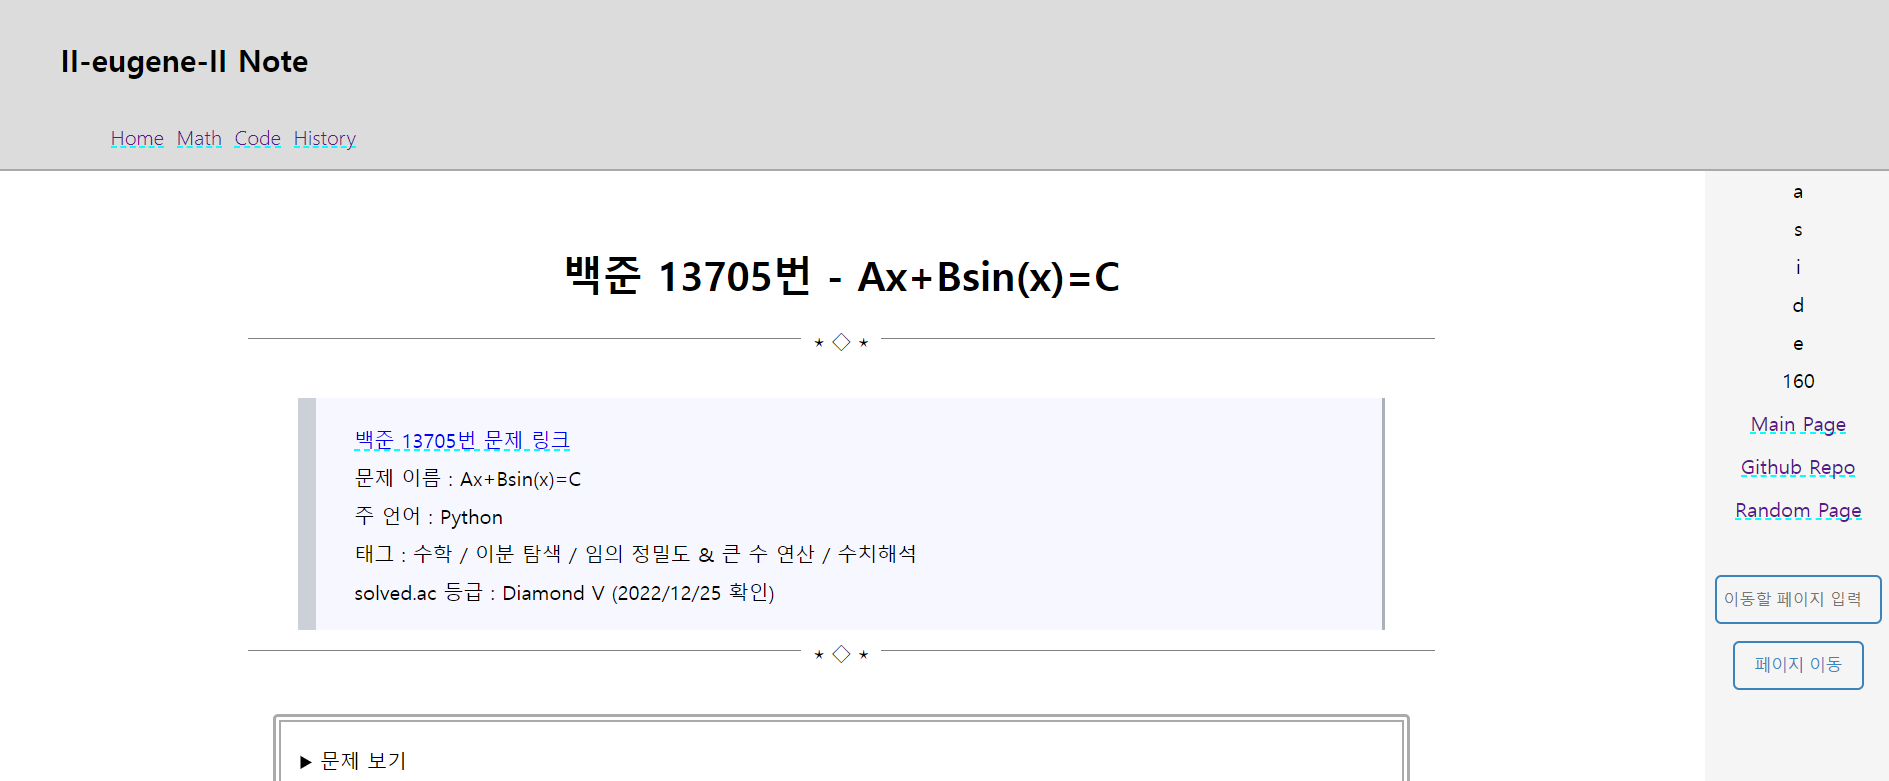 II-eugene-II Note
Home Math Code History
백준 13705번 - Ax+Bsin(x)=C
⋆ ◇ ⋆
백준 13705번 문제 링크
문제 이름 : Ax+Bsin(x)=C
주 언어 : Python
태그 : 수학 / 이분 탐색 / 임의 정밀도 & 큰 수 연산 / 수치해석
solved.ac 등급 : Diamond V (2022/12/25 확인)
⋆ ◇ ⋆
▶ 문제 보기
a
s
i
d
e
160
Main Page
Github Repo
Random Page
이동할 페이지 입력
페이지 이동